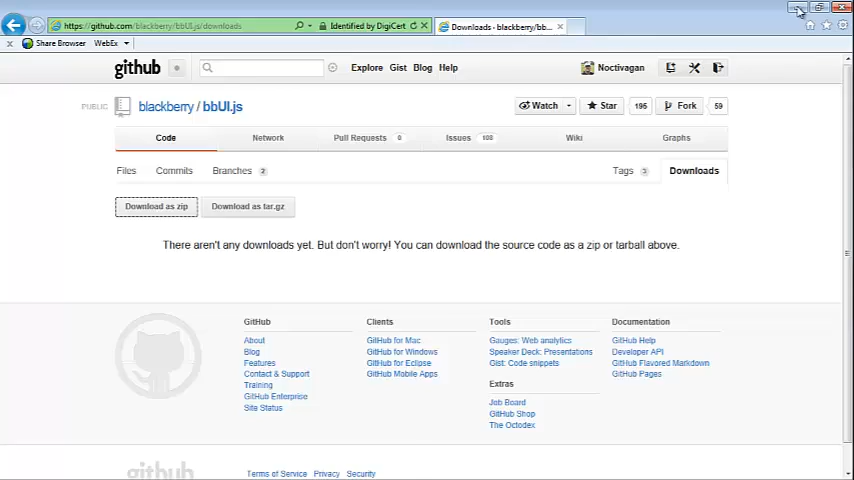 https://github.com/blackberry/bbUI.js/downloads Identified by DigiCert Downloads - blackberry/bb...
Share Browser WebEx
github Explore Gist Blog Help Noctivagan
PUBLIC blackberry / bbUI.js Watch Star 195 Fork 59
Code Network Pull Requests 0 Issues 103 Wiki Graphs
Files Commits Branches 2 Tags 3 Downloads
Download as zip Download as tar.gz
There aren't any downloads yet. But don't worry! You can download the source code as a zip or tarball above.
GitHub
About
Blog
Features
Contact & Support
Training
GitHub Enterprise
Site Status
Clients
GitHub for Mac
GitHub for Windows
GitHub for Eclipse
GitHub Mobile Apps
Tools
Gauges: Web analytics
Speaker Deck: Presentations
Gist: Code snippets
Extras
Job Board
GitHub Shop
The Octodex
Documentation
GitHub Help
Developer API
GitHub Flavored Markdown
GitHub Pages
github
Terms of Service Privacy Security